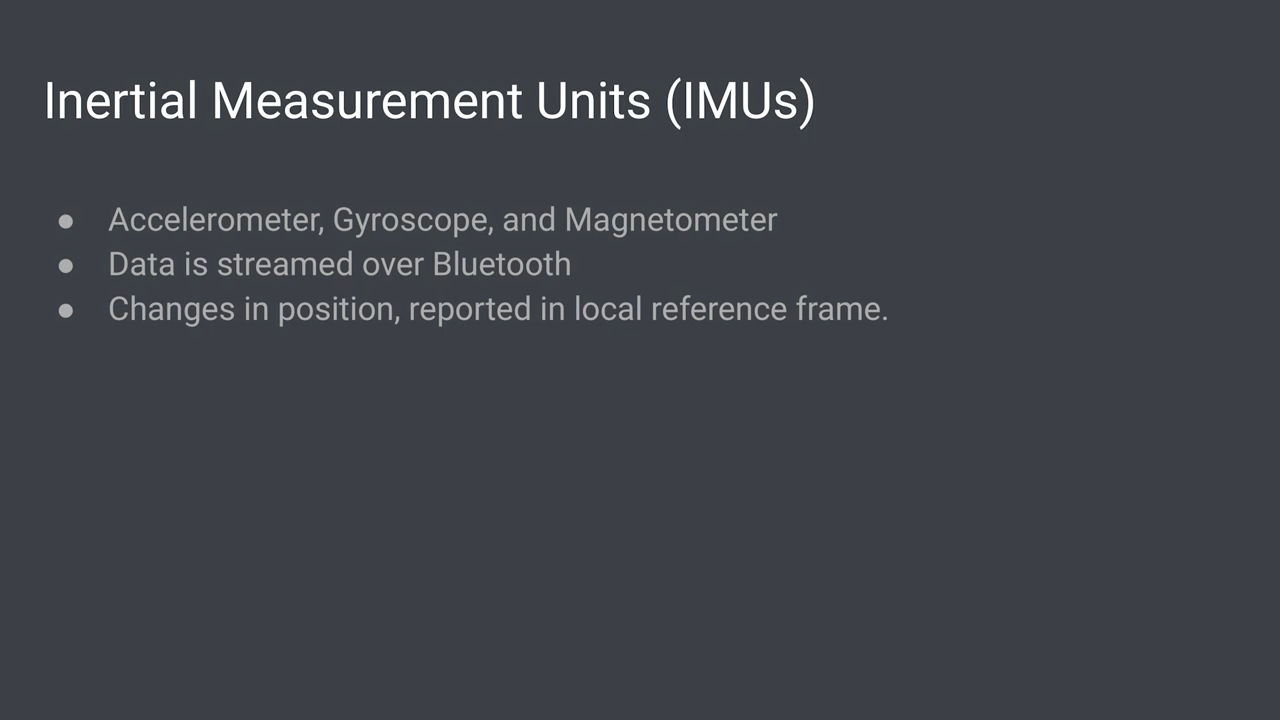 Inertial Measurement Units (IMUs)
● Accelerometer, Gyroscope, and Magnetometer
● Data is streamed over Bluetooth
● Changes in position, reported in local reference frame.